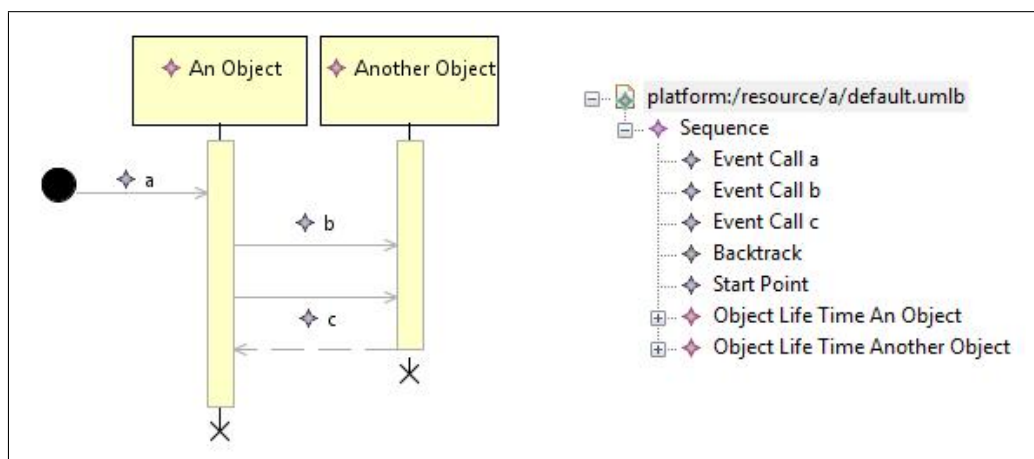 An Object
Another Object
a
b
c
platform:/resource/a/default.umlb
Sequence
Event Call a
Event Call b
Event Call c
Backtrack
Start Point
Object Life Time An Object
Object Life Time Another Object